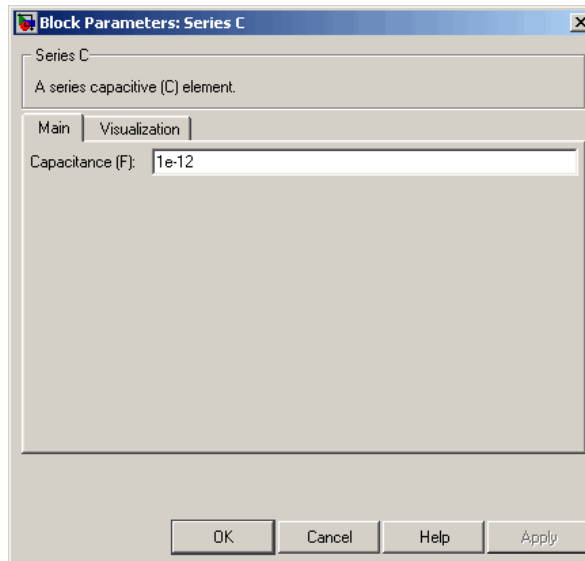 Block Parameters: Series C
Series C
A series capacitive (C) element.
Main Visualization
Capacitance (F): 1e-12
OK Cancel Help Apply